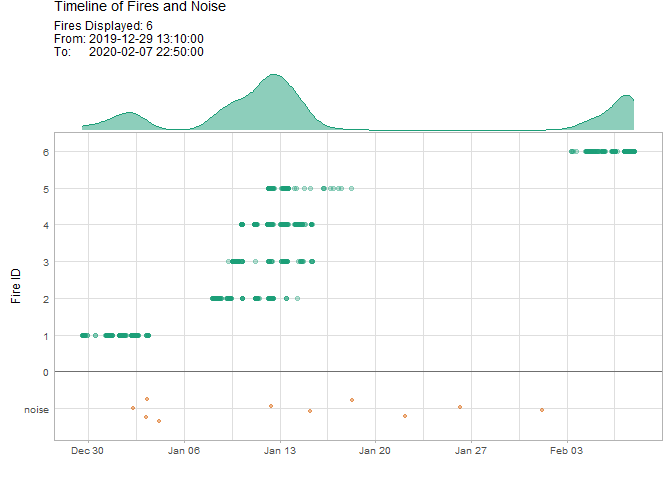 Timeline of Fires and Noise
Fires Displayed: 6
From: 2019-12-29 13:10:00
To: 2020-02-07 22:50:00
6
5
4
3
2
1
0
noise
Fire ID
Dec 30
Jan 06
Jan 13
Jan 20
Jan 27
Feb 03